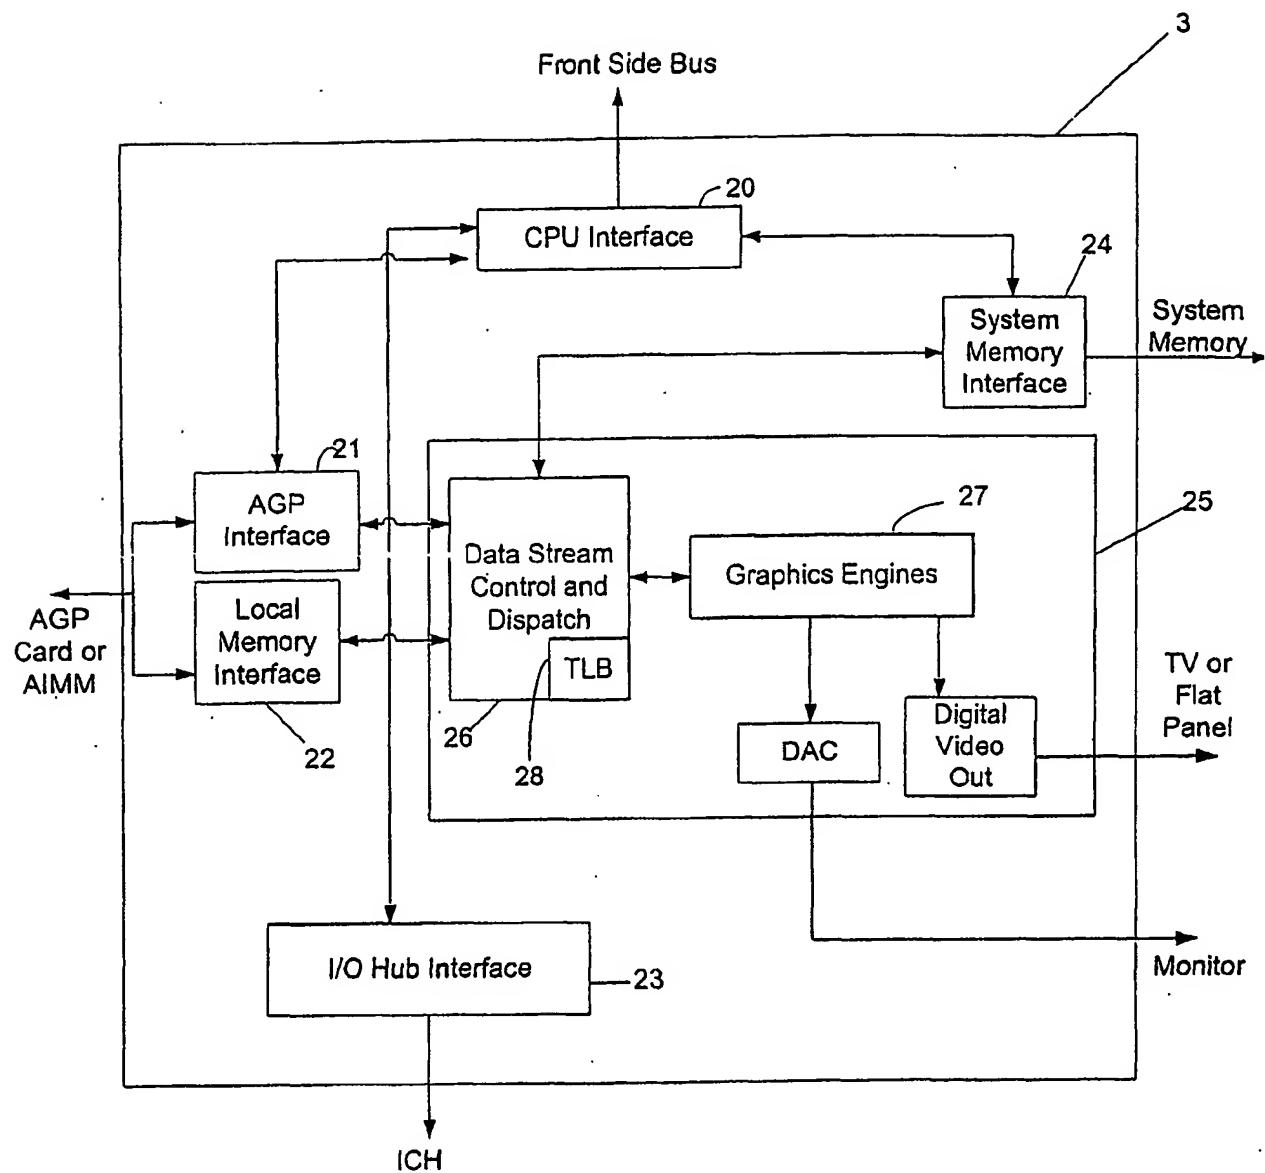 3
Front Side Bus
20
CPU Interface
24
System
Memory
Interface
System
Memory
21
AGP
Interface
27
25
Data Stream
Control and
Dispatch
Graphics Engines
AGP
Card or
AIMM
Local
Memory
Interface
TLB
TV or
Flat
Panel
26
28
22
DAC
Digital
Video
Out
I/O Hub Interface
23
Monitor
ICH